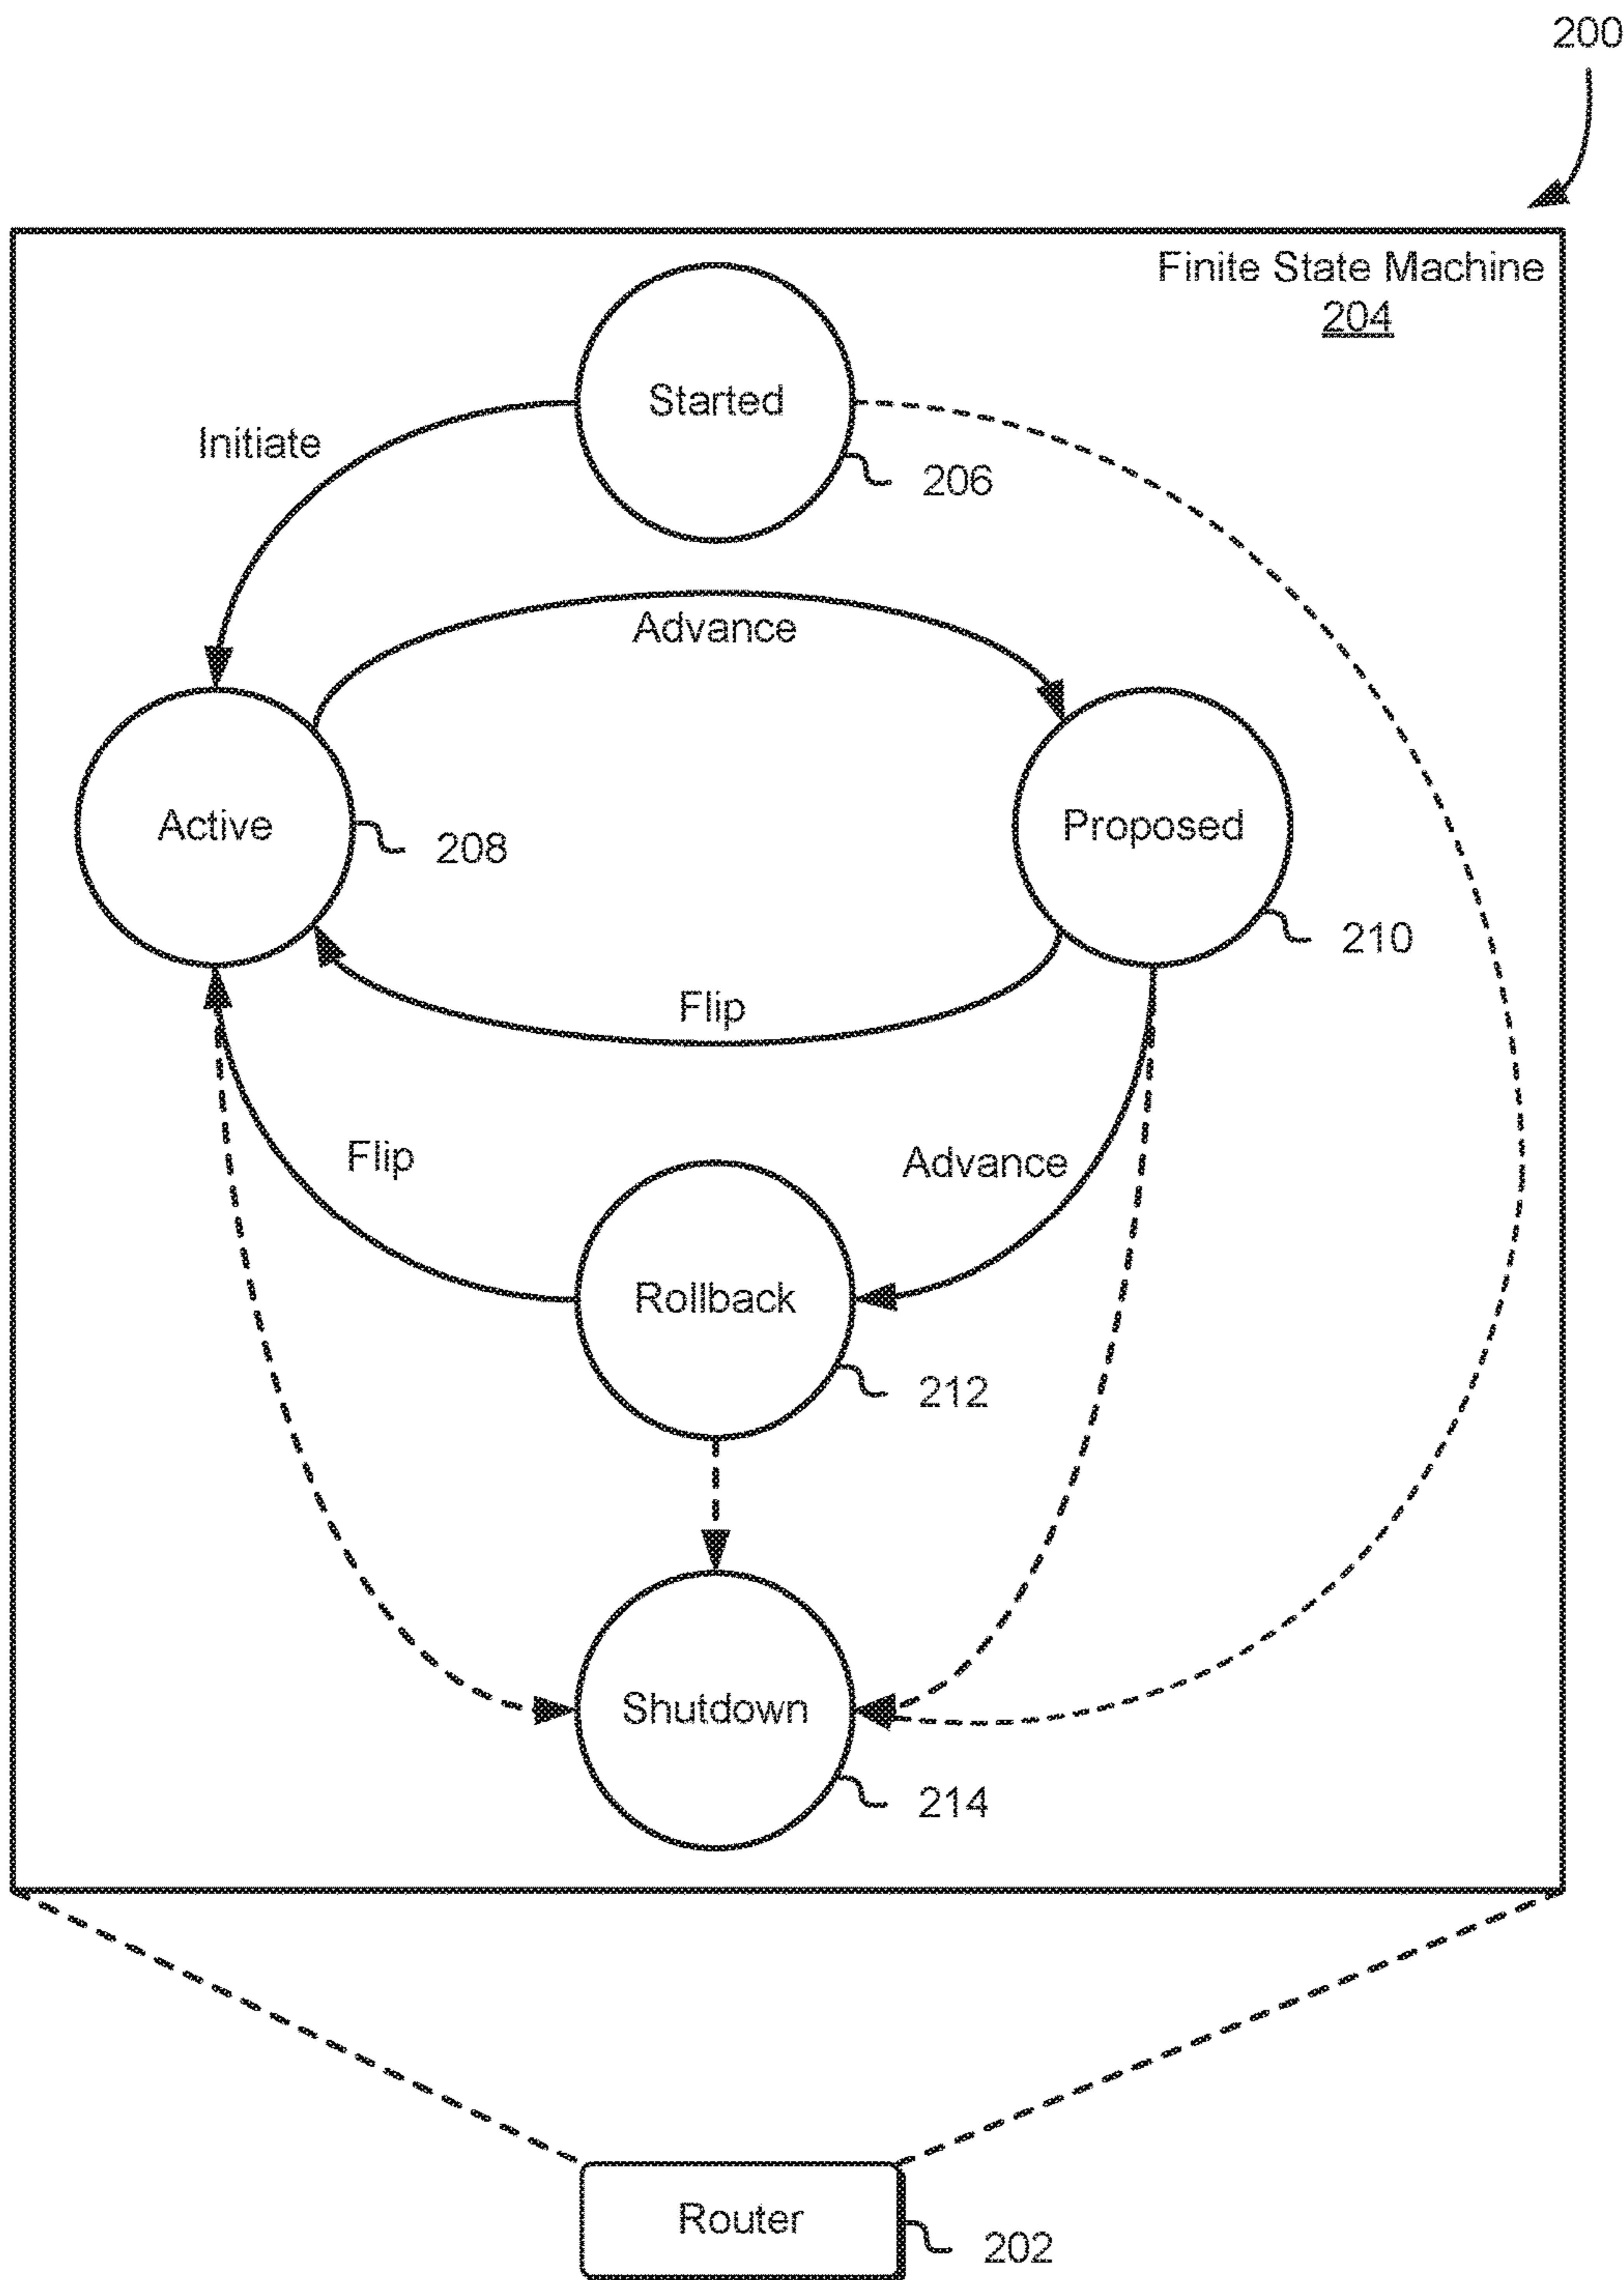 200
Finite State Machine
204
Started
Initiate
206
Advance
Active
Proposed
208
210
Flip
Flip
Advance
Rollback
212
Shutdown
214
Router
202